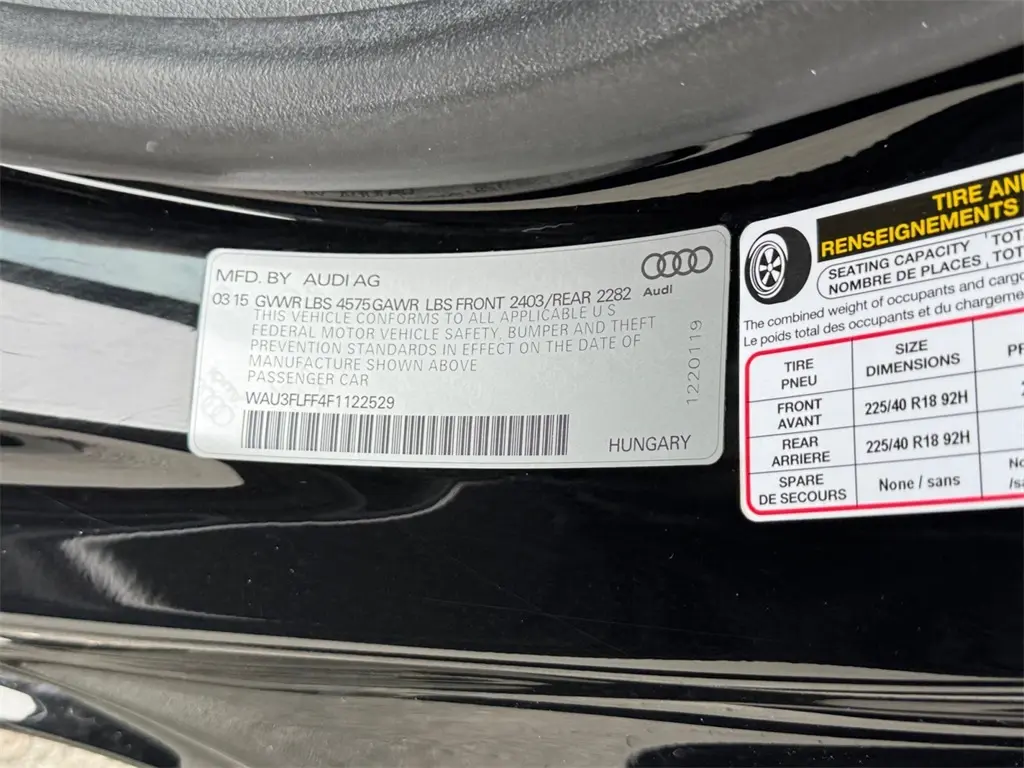 MFD. BY AUDI AG
Audi
03 15 GVWR LBS 4575 GAWR LBS FRONT 2403/REAR 2282
THIS VEHICLE CONFORMS TO ALL APPLICABLE U S
FEDERAL MOTOR VEHICLE SAFETY, BUMPER AND THEFT
PREVENTION STANDARDS IN EFFECT ON THE DATE OF
MANUFACTURE SHOWN ABOVE
PASSENGER CAR
WAU3FLFF4F1122529
HUNGARY
1220119
TIRE AN
RENSEIGNEMENTS
SEATING CAPACITY TOT
NOMBRE DE PLACES, TOT
The combined weight of occupants and cargo
Le poids total des occupants et du chargeme
TIRE
PNEU
SIZE
DIMENSIONS
FRONT
AVANT
225/40 R18 92H
REAR
ARRIERE
225/40 R18 92H
SPARE
DE SECOURS
None / sans